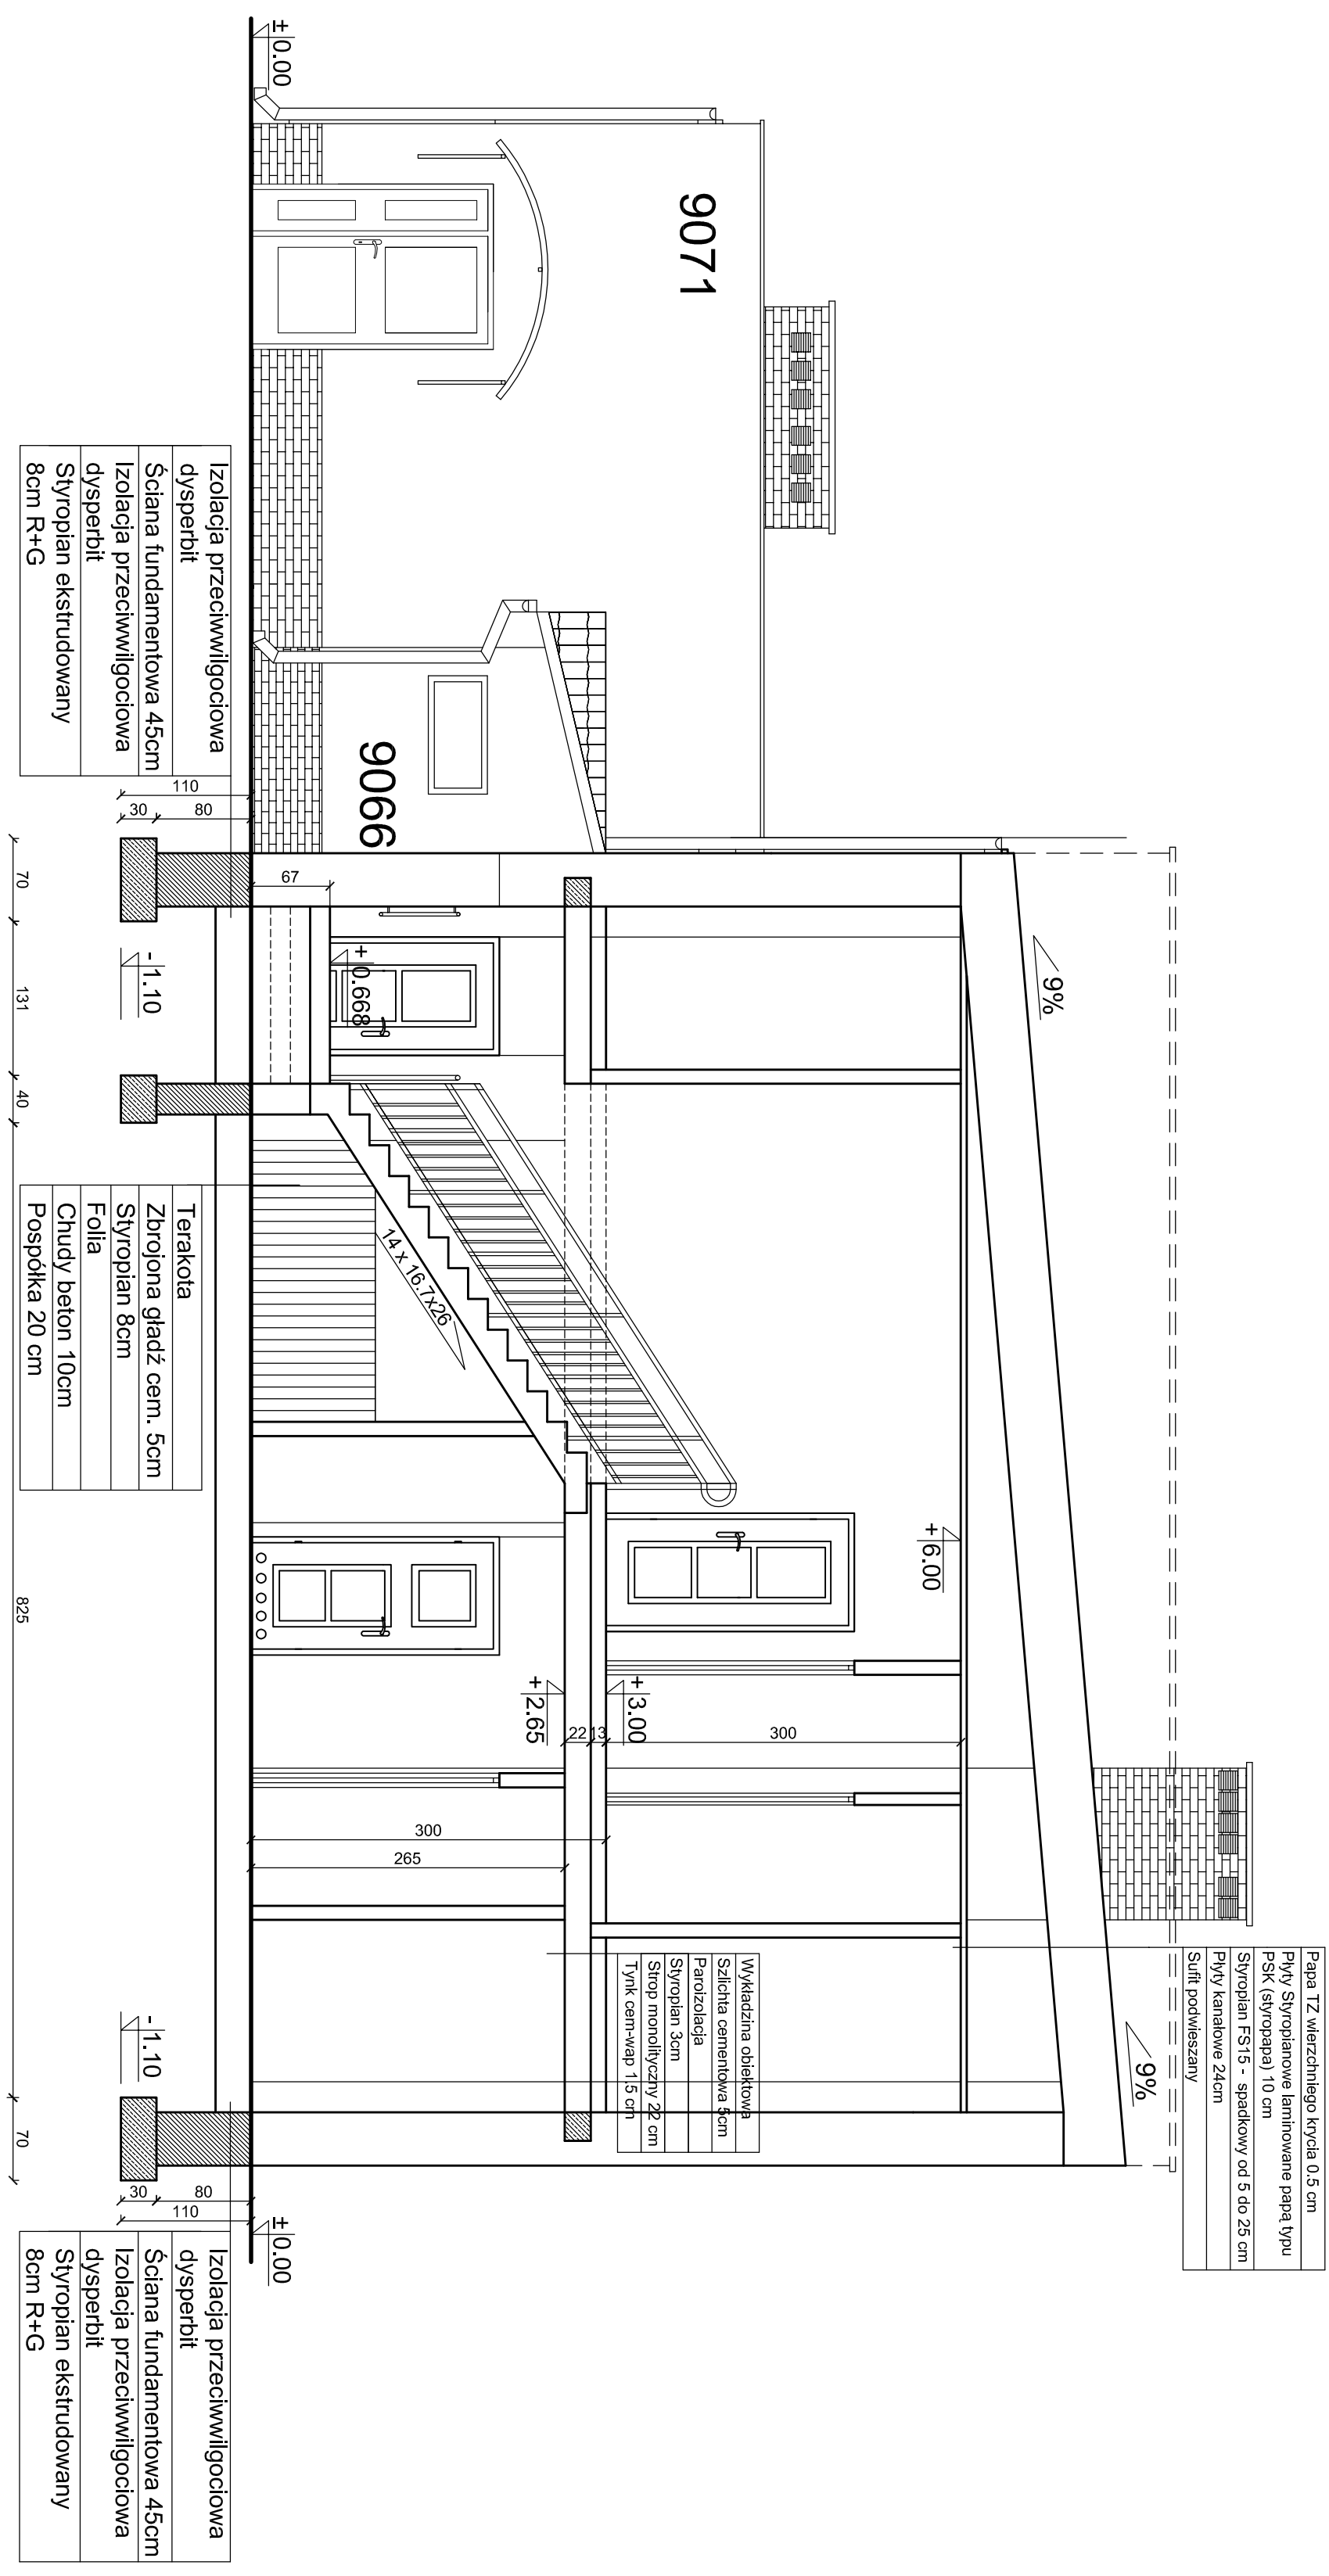 Papa TZ wierzchniego krycia 0.5 cm
Płyty Styropianowe laminowane papą typu
PSK (styropapa) 10 cm
Styropian FS15 - spadkowy od 5 do 25 cm
Płyty kanałowe 24cm
Sufit podwieszany
9%
9%
+6.00
9071
300
Wykładzina obiektowa
Szlichta cementowa 5cm
Paroizolacja
Styropian 3cm
Strop monolityczny 22 cm
Tynk cem-wap 1.5 cm
+3.00
22
13
+2.65
14 x 16.7x26
300
265
9066
+0.668
67
±0.00
±0.00
Izolacja przeciwwilgociowa
dysperbit
Ściana fundamentowa 45cm
Izolacja przeciwwilgociowa
dysperbit
Styropian ekstrudowany
8cm R+G
110
30
80
-1.10
Terakota
Zbrojona gładź cem. 5cm
Styropian 8cm
Folia
Chudy beton 10cm
Pospółka 20 cm
-1.10
30
80
110
Izolacja przeciwwilgociowa
dysperbit
Ściana fundamentowa 45cm
Izolacja przeciwwilgociowa
dysperbit
Styropian ekstrudowany
8cm R+G
70
131
40
825
70